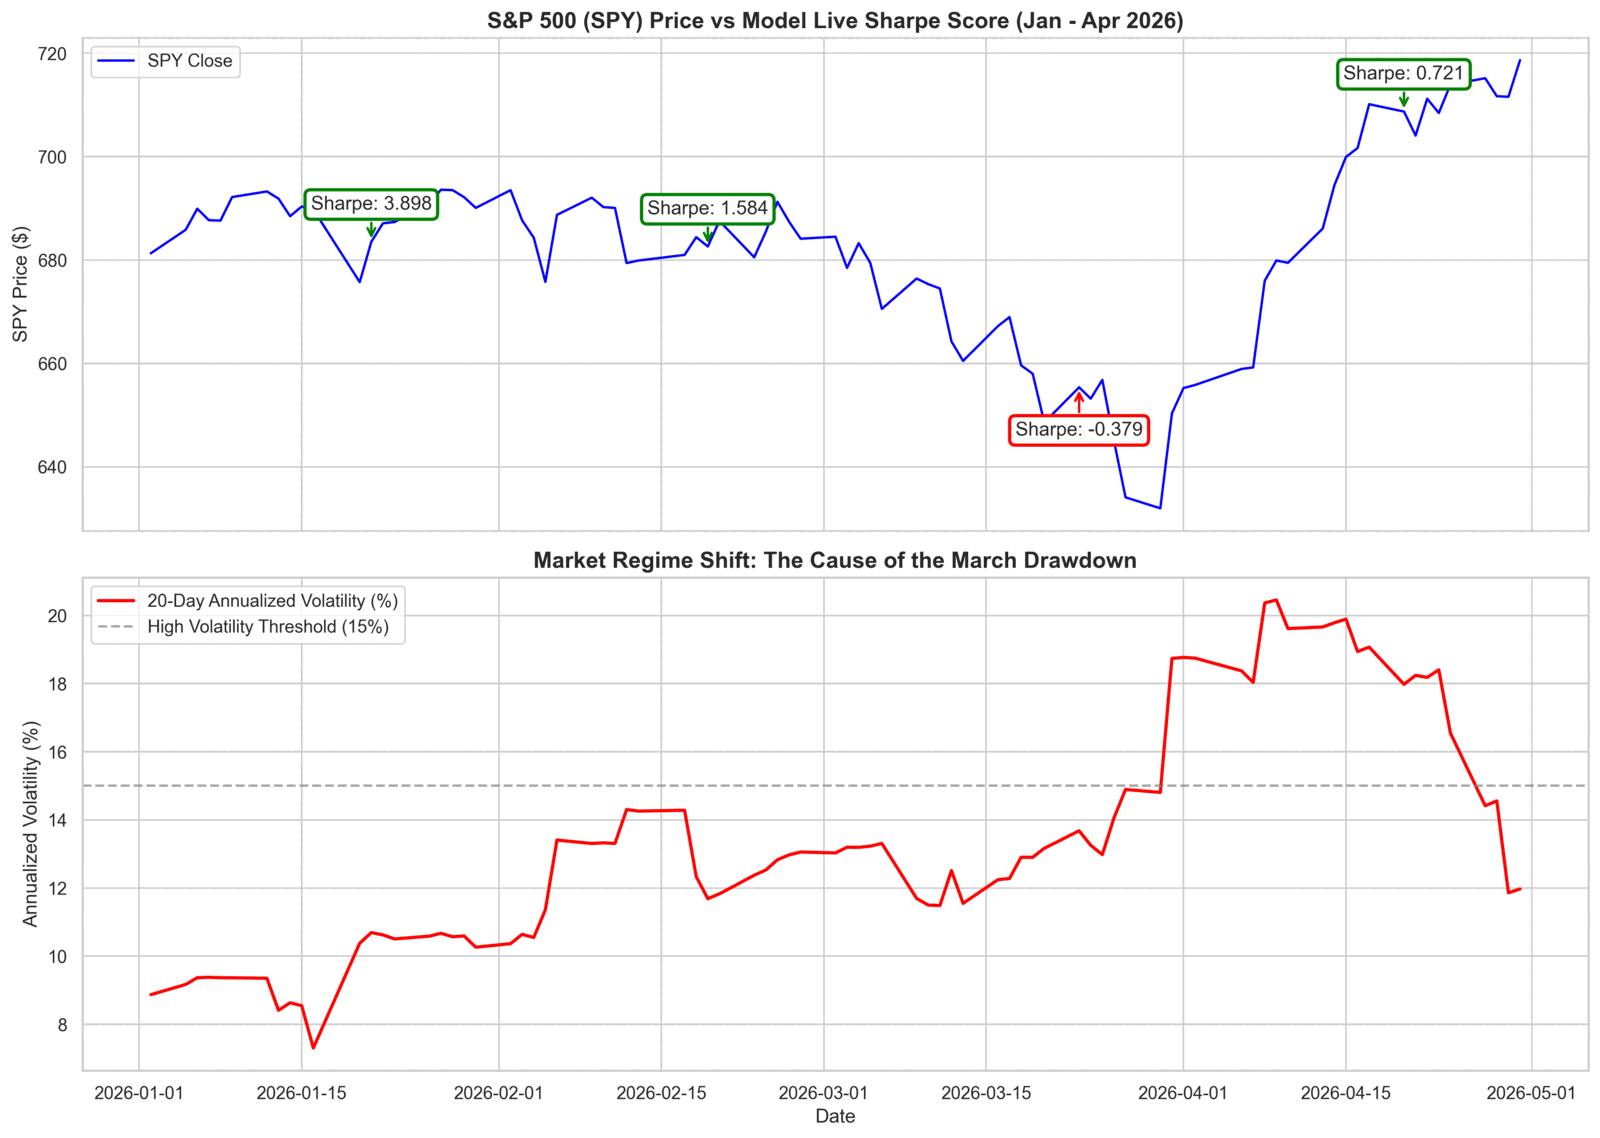 S&P 500 (SPY) Price vs Model Live Sharpe Score (Jan - Apr 2026)
SPY Close
SPY Price ($)
720
700
680
660
640
Sharpe: 3.898
Sharpe: 1.584
Sharpe: -0.379
Sharpe: 0.721
Market Regime Shift: The Cause of the March Drawdown
20-Day Annualized Volatility (%)
High Volatility Threshold (15%)
Annualized Volatility (%)
20
18
16
14
12
10
8
2026-01-01
2026-01-15
2026-02-01
2026-02-15
2026-03-01
2026-03-15
2026-04-01
2026-04-15
2026-05-01
Date